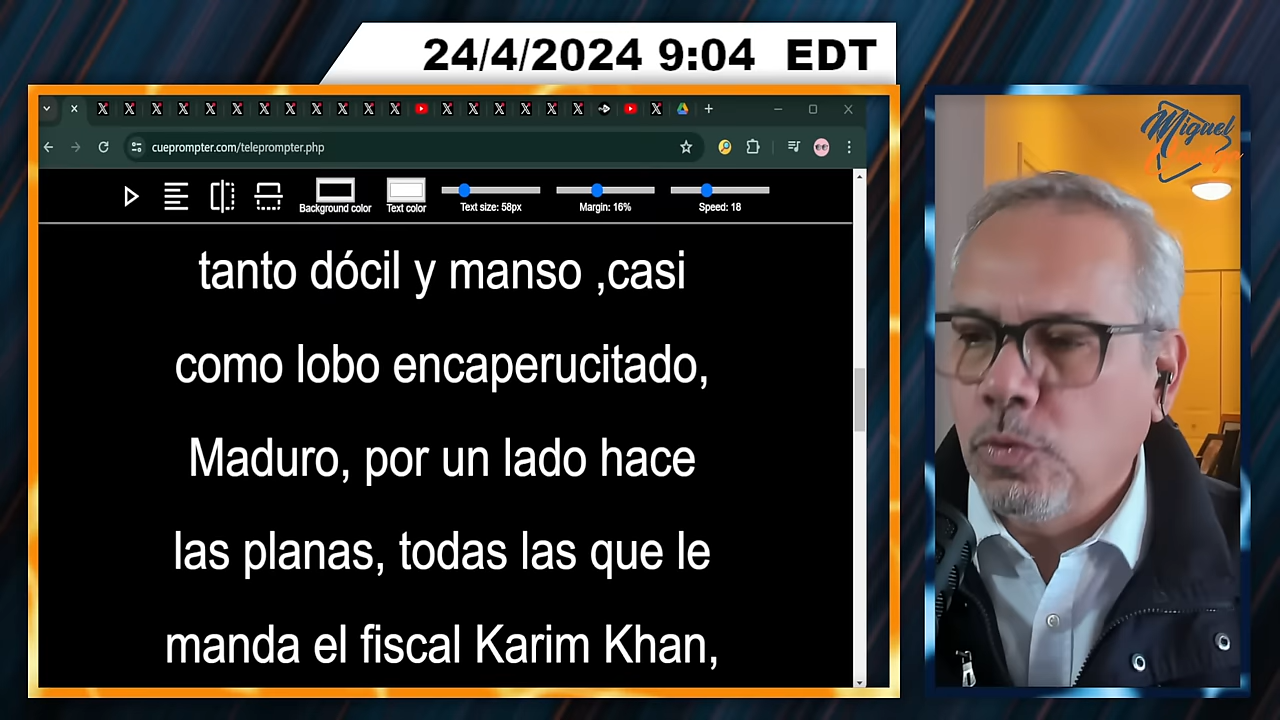 24/4/2024 9:04 EDT
cueprompter.com/teleprompter.php
Background color
Text color
Text size: 58px
Margin: 16%
Speed: 18
tanto dócil y manso ,casi
como lobo encaperucitado,
Maduro, por un lado hace
las planas, todas las que le
manda el fiscal Karim Khan,
Miguel